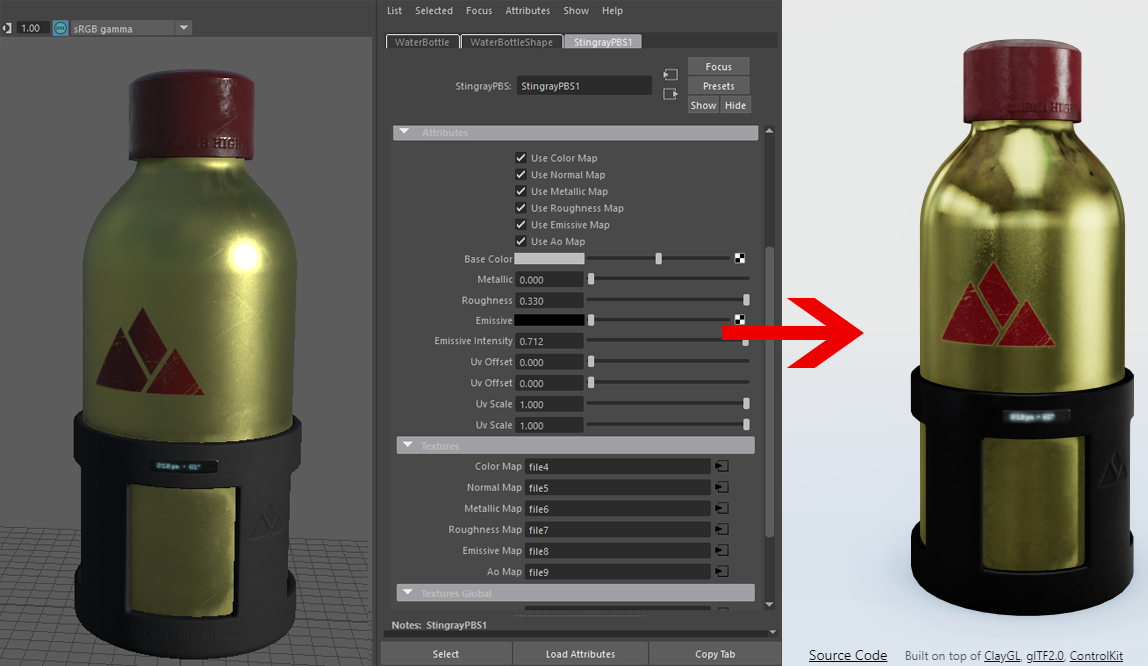 1.00 ON sRGB gamma
List Selected Focus Attributes Show Help
WaterBottle WaterBottleShape StingrayPBS1
StingrayPBS: StingrayPBS1
Focus
Presets
Show Hide
Attributes
Use Color Map
Use Normal Map
Use Metallic Map
Use Roughness Map
Use Emissive Map
Use Ao Map
Base Color
Metallic 0.000
Roughness 0.330
Emissive
Emissive Intensity 0.712
Uv Offset 0.000
Uv Offset 0.000
Uv Scale 1.000
Uv Scale 1.000
Textures
Color Map file4
Normal Map file5
Metallic Map file6
Roughness Map file7
Emissive Map file8
Ao Map file9
Textures Global
Notes: StingrayPBS1
Select Load Attributes Copy Tab
Source Code Built on top of ClayGL, glTF2.0, ControlKit